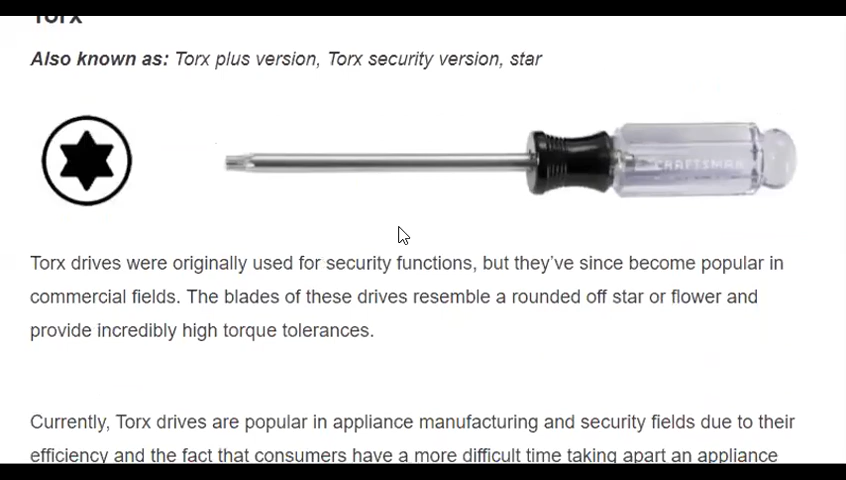 Torx
Also known as: Torx plus version, Torx security version, star
CRAFTSMAN
Torx drives were originally used for security functions, but they've since become popular in
commercial fields. The blades of these drives resemble a rounded off star or flower and
provide incredibly high torque tolerances.
Currently, Torx drives are popular in appliance manufacturing and security fields due to their
efficiency and the fact that consumers have a more difficult time taking apart an appliance